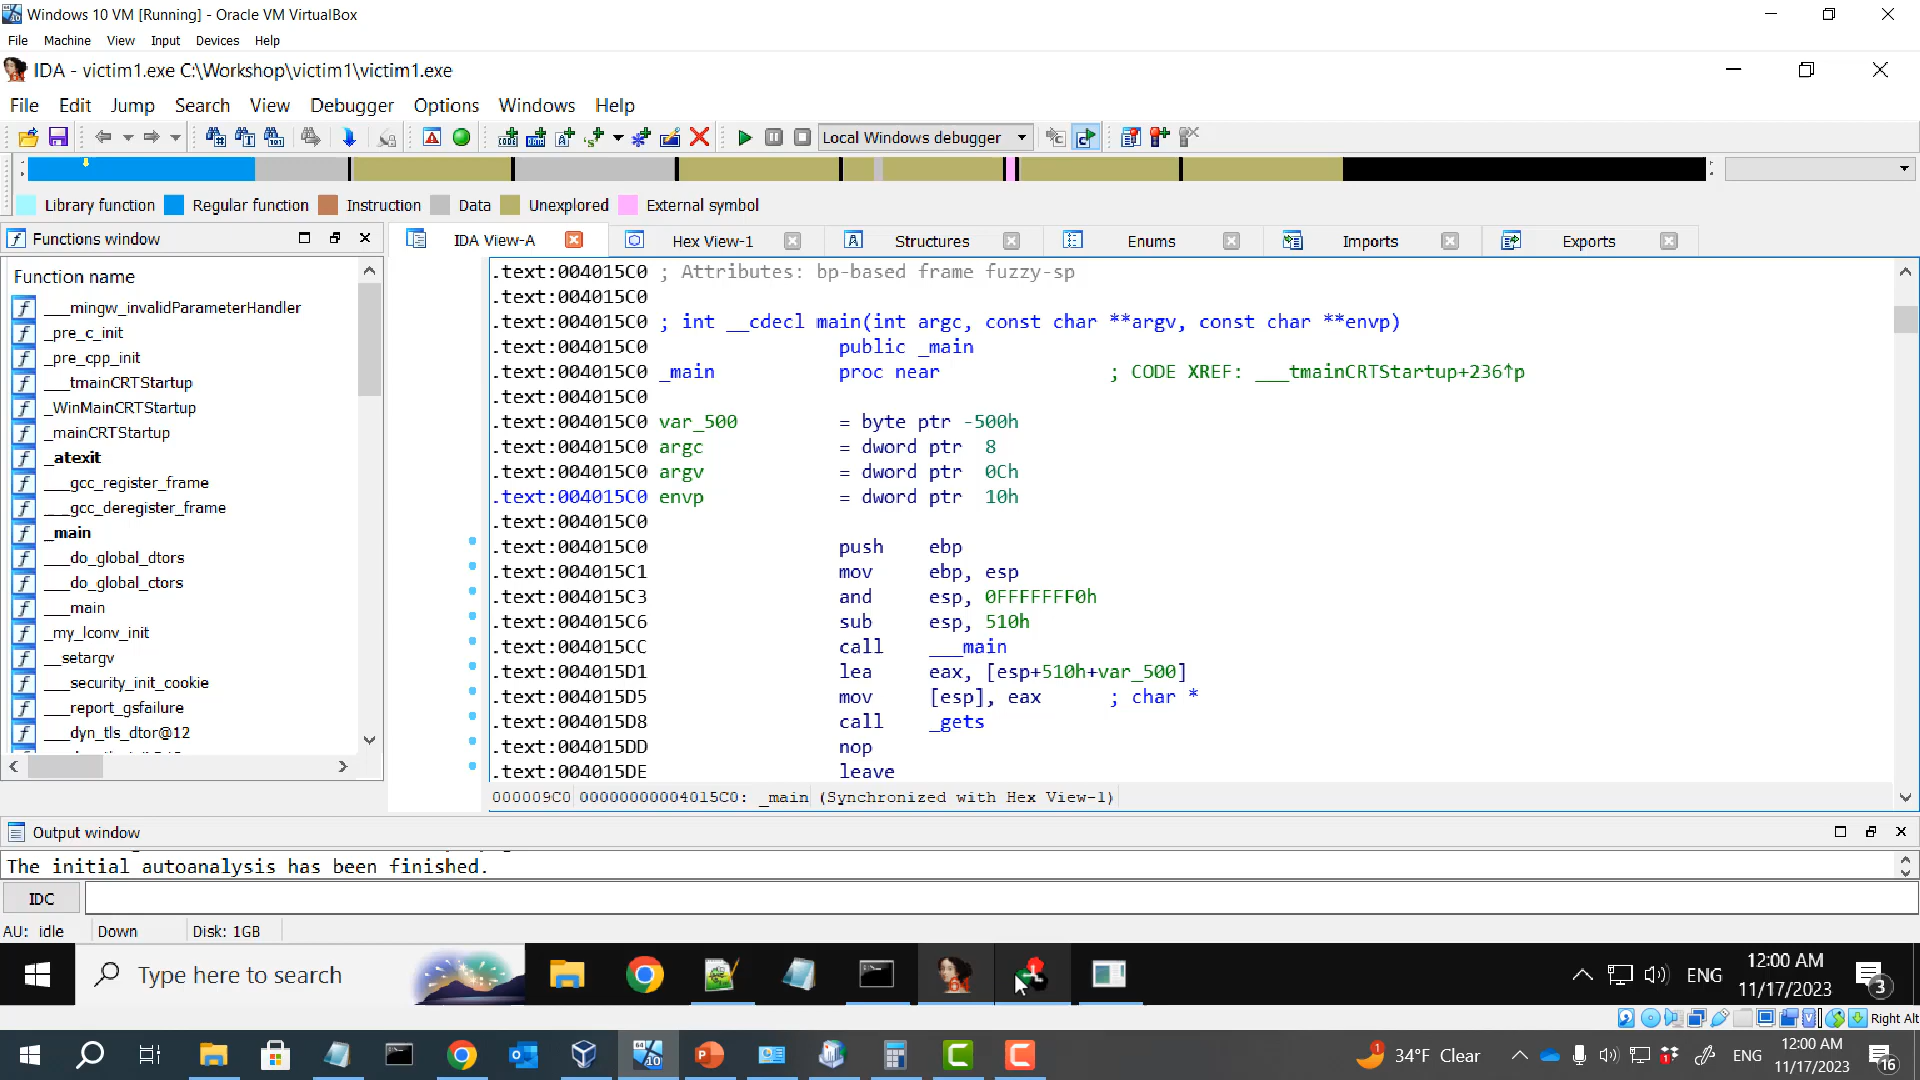 Windows 10 VM [Running] - Oracle VM VirtualBox
File Machine View Input Devices Help
IDA - victim1.exe C:\Workshop\victim1\victim1.exe
File Edit Jump Search View Debugger Options Windows Help
Local Windows debugger
Library function Regular function Instruction Data Unexplored External symbol
Functions window
Function name
___mingw_invalidParameterHandler
_pre_c_init
_pre_cpp_init
___tmainCRTStartup
_WinMainCRTStartup
_mainCRTStartup
_atexit
___gcc_register_frame
___gcc_deregister_frame
_main
___do_global_dtors
___do_global_ctors
___main
_my_lconv_init
__setargv
___security_init_cookie
___report_gsfailure
___dyn_tls_dtor@12
IDA View-A Hex View-1 Structures Enums Imports Exports
.text:004015C0 ; Attributes: bp-based frame fuzzy-sp
.text:004015C0
.text:004015C0 ; int __cdecl main(int argc, const char **argv, const char **envp)
.text:004015C0 public _main
.text:004015C0 _main proc near ; CODE XREF: ___tmainCRTStartup+236↑p
.text:004015C0
.text:004015C0 var_500 = byte ptr -500h
.text:004015C0 argc = dword ptr 8
.text:004015C0 argv = dword ptr 0Ch
.text:004015C0 envp = dword ptr 10h
.text:004015C0
.text:004015C0 push ebp
.text:004015C1 mov ebp, esp
.text:004015C3 and esp, 0FFFFFFF0h
.text:004015C6 sub esp, 510h
.text:004015CC call ___main
.text:004015D1 lea eax, [esp+510h+var_500]
.text:004015D5 mov [esp], eax ; char *
.text:004015D8 call _gets
.text:004015DD nop
.text:004015DE leave
000009C0 00000000004015C0: _main (Synchronized with Hex View-1)
Output window
The initial autoanalysis has been finished.
IDC
AU: idle Down Disk: 1GB
Type here to search
ENG
12:00 AM
11/17/2023
3
Right Alt
34°F Clear
ENG
12:00 AM
11/17/2023
16